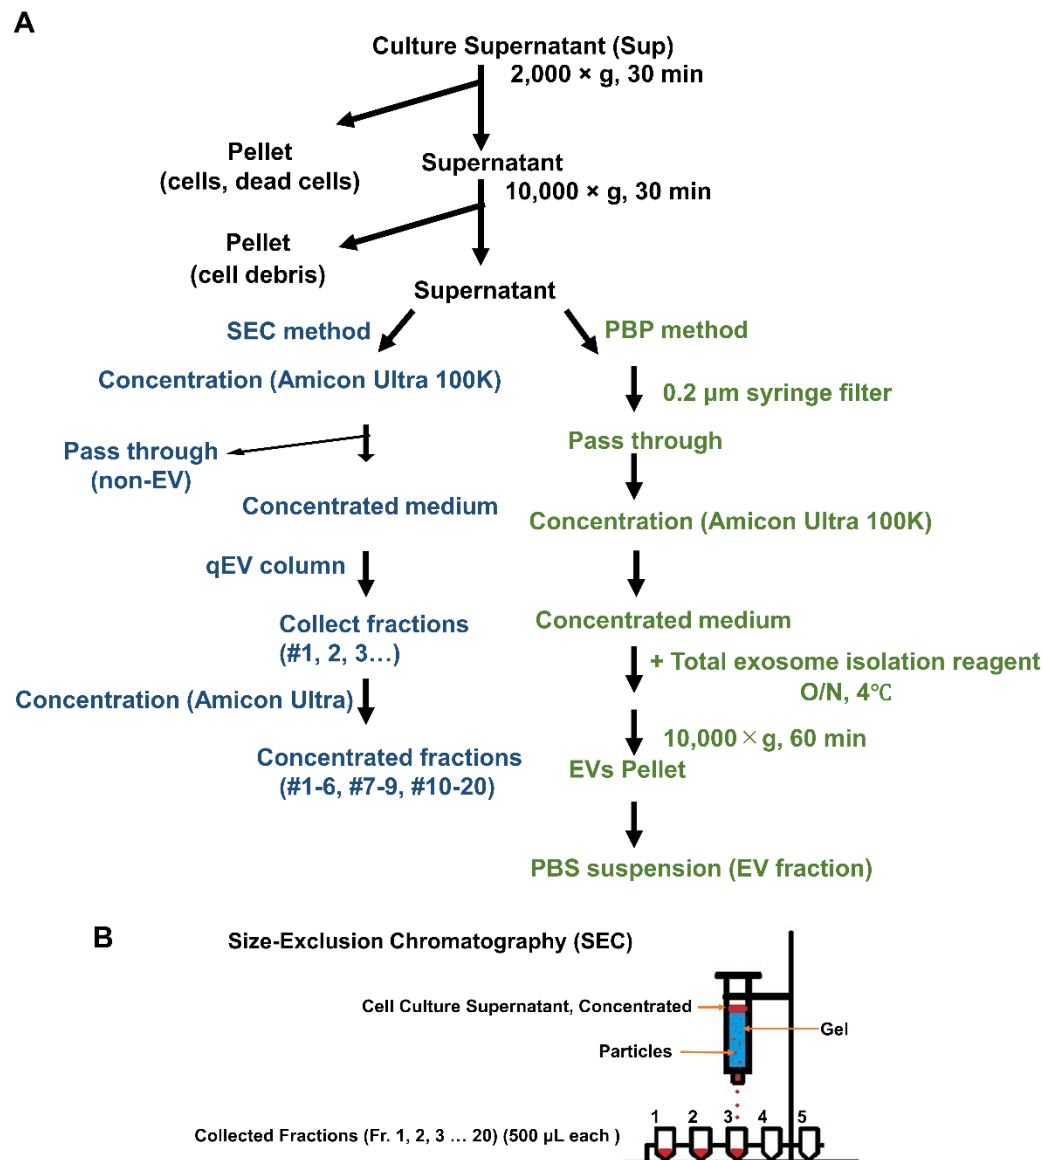 A
Culture Supernatant (Sup)
2,000 × g, 30 min
Pellet
(cells, dead cells)
Supernatant
10,000 × g, 30 min
Pellet
(cell debris)
Supernatant
SEC method
Concentration (Amicon Ultra 100K)
Pass through
(non-EV)
Concentrated medium
qEV column
Collect fractions
(#1, 2, 3…)
Concentration (Amicon Ultra)
Concentrated fractions
(#1-6, #7-9, #10-20)
PBP method
0.2 µm syringe filter
Pass through
Concentration (Amicon Ultra 100K)
Concentrated medium
+ Total exosome isolation reagent
O/N, 4℃
10,000×g, 60 min
EVs Pellet
PBS suspension (EV fraction)
B
Size-Exclusion Chromatography (SEC)
Cell Culture Supernatant, Concentrated
Gel
Particles
1 2 3 4 5
Collected Fractions (Fr. 1, 2, 3 … 20) (500 µL each )